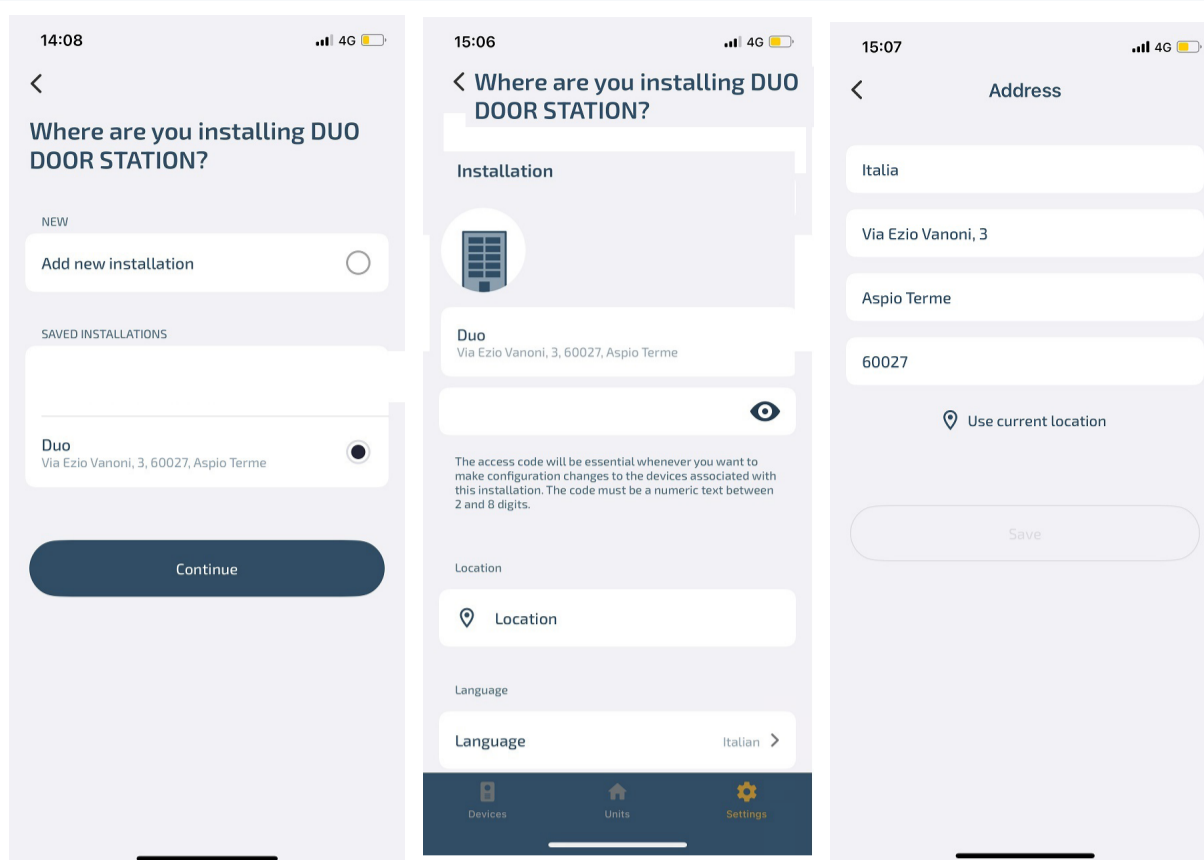 14:08
4G
Where are you installing DUO
DOOR STATION?
NEW
Add new installation
SAVED INSTALLATIONS
Duo
Via Ezio Vanoni, 3, 60027, Aspio Terme
Continue
15:06
4G
Where are you installing DUO
DOOR STATION?
Installation
Duo
Via Ezio Vanoni, 3, 60027, Aspio Terme
The access code will be essential whenever you want to
make configuration changes to the devices associated with
this installation. The code must be a numeric text between
2 and 8 digits.
Location
Location
Language
Language Italian
Devices Units Settings
15:07
4G
Address
Italia
Via Ezio Vanoni, 3
Aspio Terme
60027
Use current location
Save